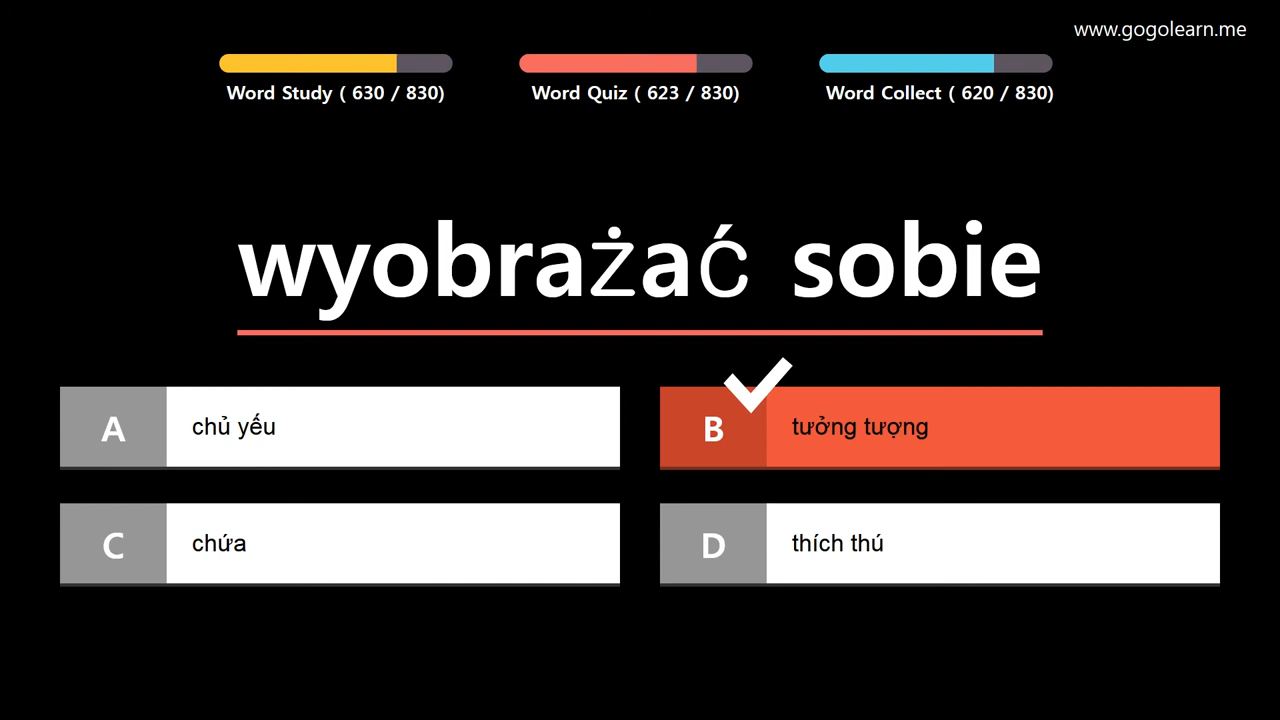 www.gogolearn.me
Word Study ( 630 / 830)
Word Quiz ( 623 / 830)
Word Collect ( 620 / 830)
wyobrażać sobie
A chủ yếu
B tưởng tượng
C chứa
D thích thú